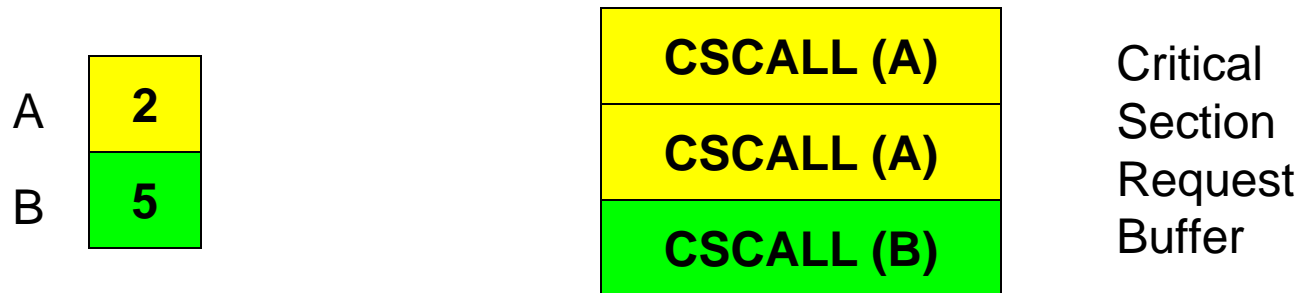 A
2
B
5
CSCALL (A)
CSCALL (A)
CSCALL (B)
Critical
Section
Request
Buffer